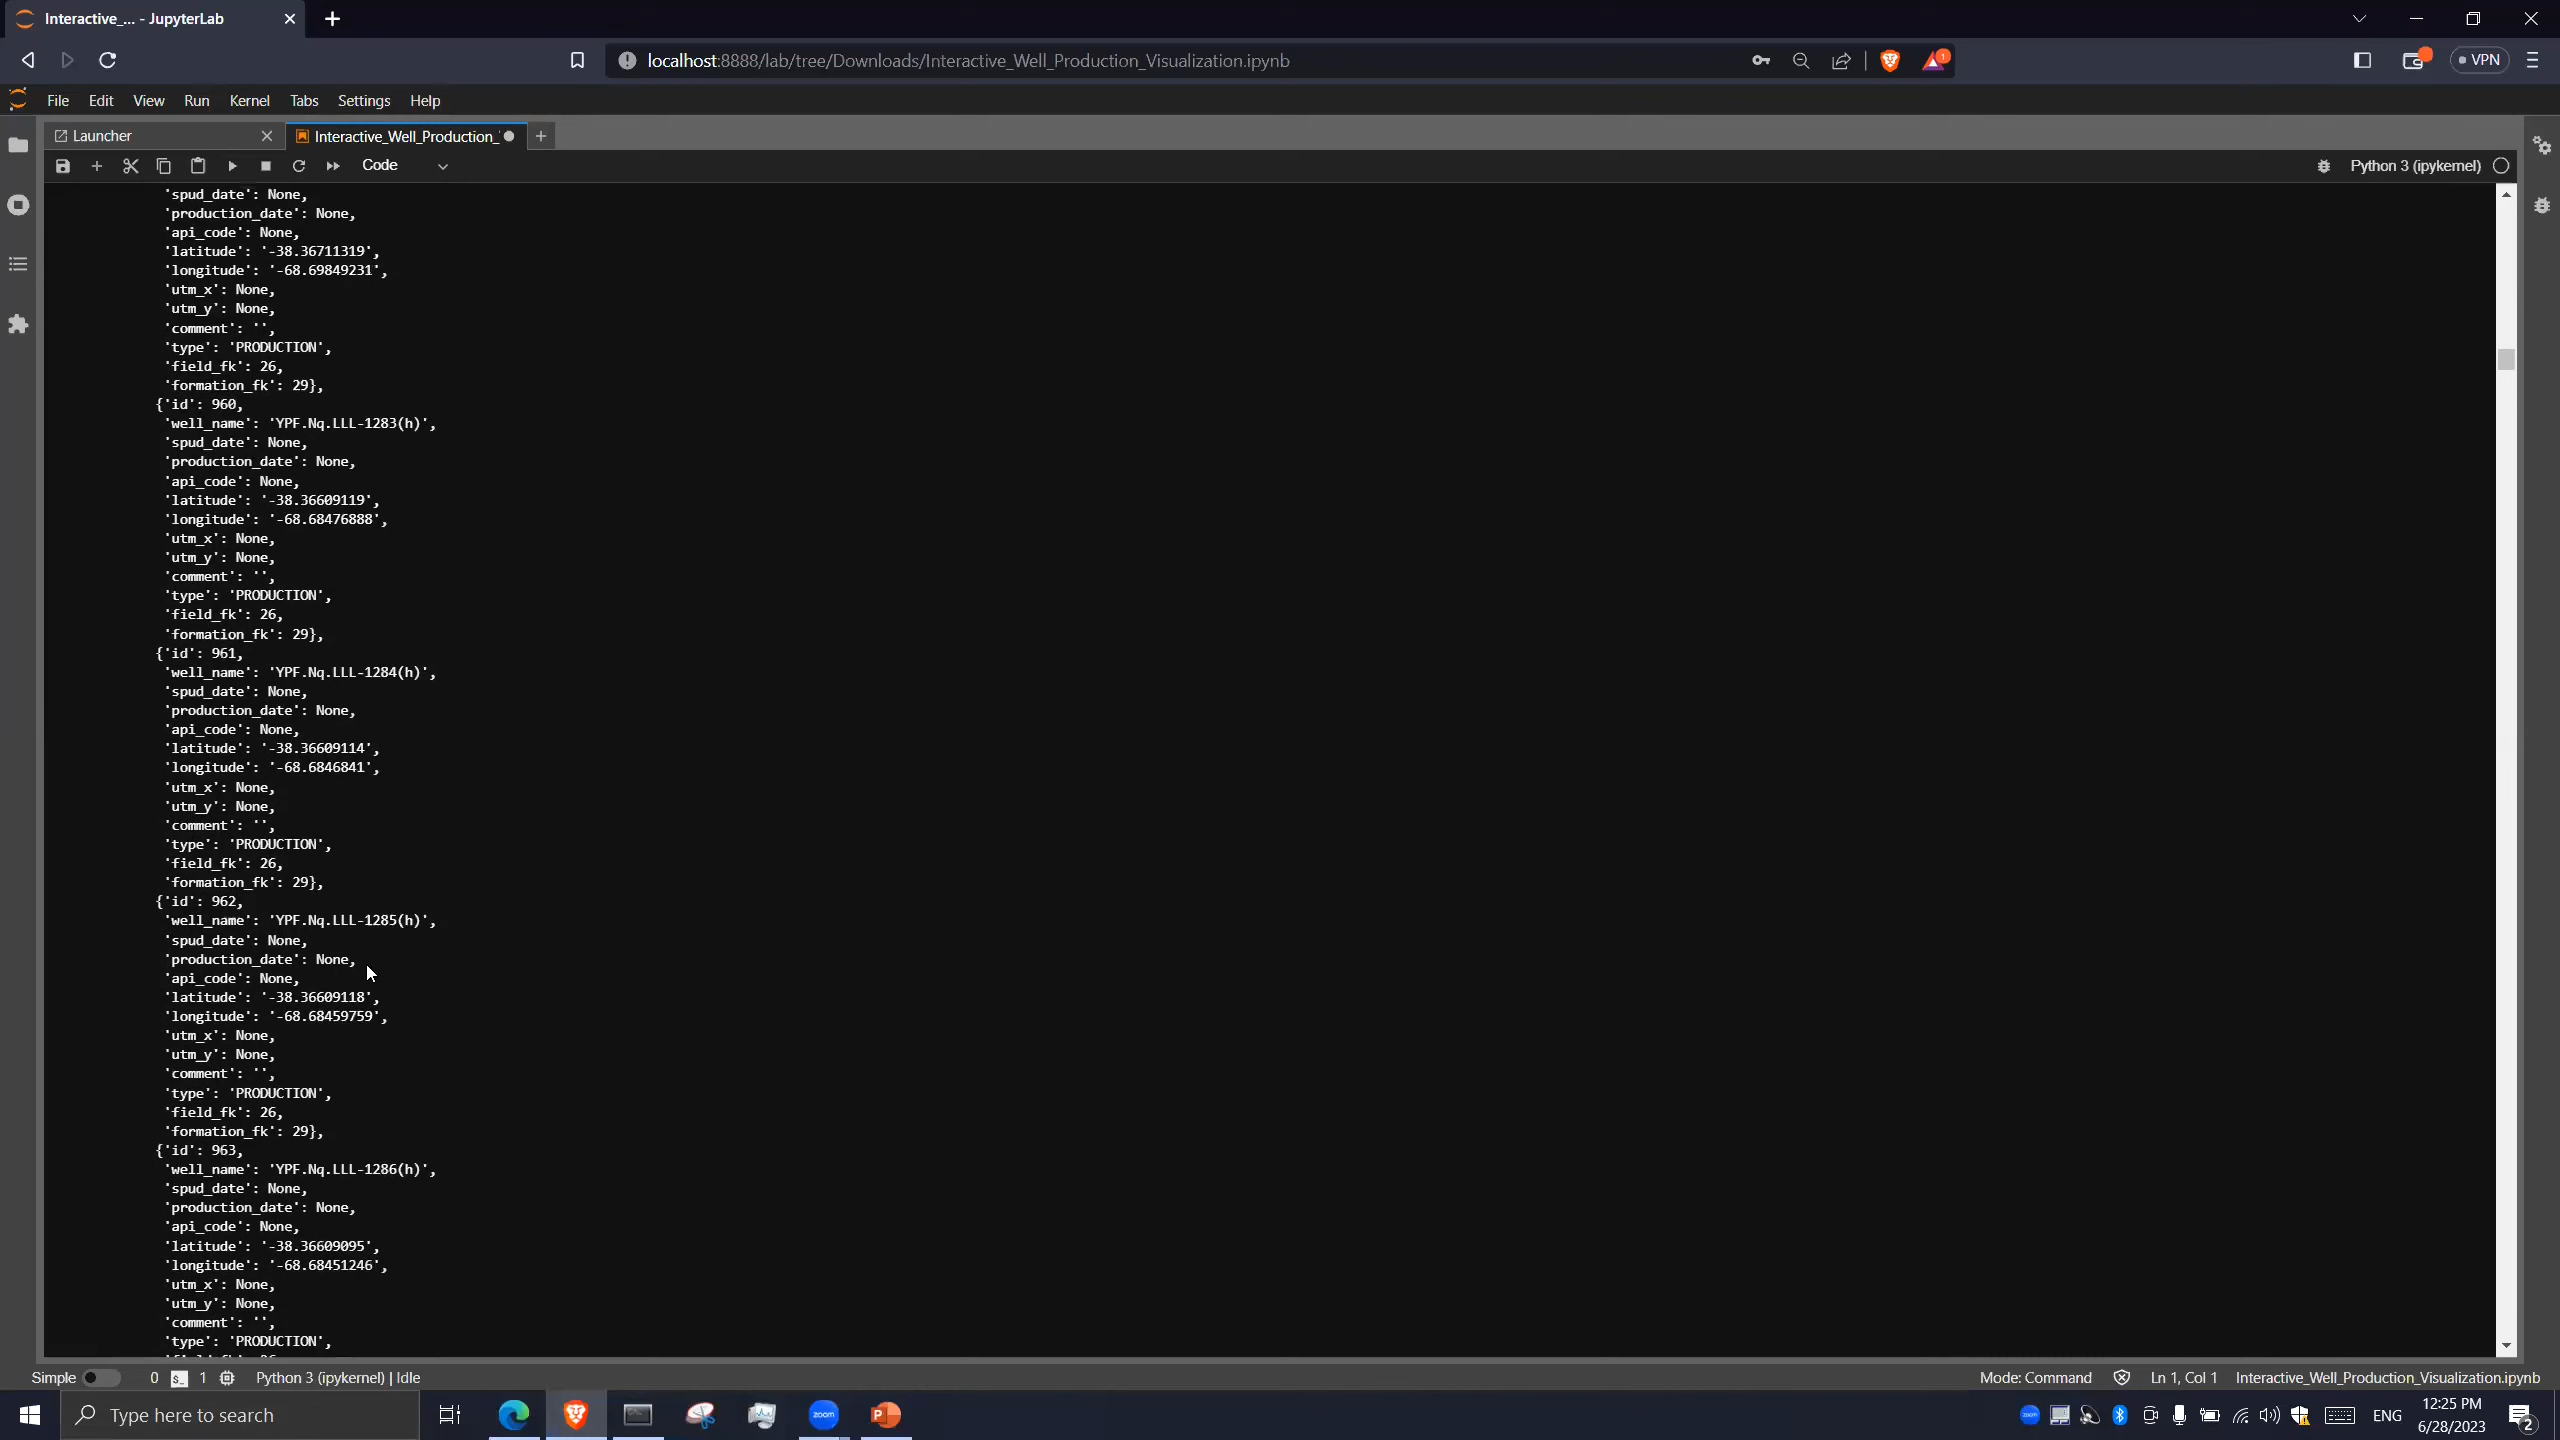 Interactive_... - JupyterLab
localhost:8888/lab/tree/Downloads/Interactive_Well_Production_Visualization.ipynb
1
VPN
File Edit View Run Kernel Tabs Settings Help
Launcher
Interactive_Well_Production_
Code
Python 3 (ipykernel)
'spud_date': None,
'production_date': None,
'api_code': None,
'latitude': '-38.36711319',
'longitude': '-68.69849231',
'utm_x': None,
'utm_y': None,
'comment': '',
'type': 'PRODUCTION',
'field_fk': 26,
'formation_fk': 29},
{'id': 960,
'well_name': 'YPF.Nq.LLL-1283(h)',
'spud_date': None,
'production_date': None,
'api_code': None,
'latitude': '-38.36609119',
'longitude': '-68.68476888',
'utm_x': None,
'utm_y': None,
'comment': '',
'type': 'PRODUCTION',
'field_fk': 26,
'formation_fk': 29},
{'id': 961,
'well_name': 'YPF.Nq.LLL-1284(h)',
'spud_date': None,
'production_date': None,
'api_code': None,
'latitude': '-38.36609114',
'longitude': '-68.6846841',
'utm_x': None,
'utm_y': None,
'comment': '',
'type': 'PRODUCTION',
'field_fk': 26,
'formation_fk': 29},
{'id': 962,
'well_name': 'YPF.Nq.LLL-1285(h)',
'spud_date': None,
'production_date': None,
'api_code': None,
'latitude': '-38.36609118',
'longitude': '-68.68459759',
'utm_x': None,
'utm_y': None,
'comment': '',
'type': 'PRODUCTION',
'field_fk': 26,
'formation_fk': 29},
{'id': 963,
'well_name': 'YPF.Nq.LLL-1286(h)',
'spud_date': None,
'production_date': None,
'api_code': None,
'latitude': '-38.36609095',
'longitude': '-68.68451246',
'utm_x': None,
'utm_y': None,
'comment': '',
'type': 'PRODUCTION',
Simple 0 $_ 1 Python 3 (ipykernel) | Idle
Mode: Command Ln 1, Col 1 Interactive_Well_Production_Visualization.ipynb
Type here to search
zoom
P
zoom
ENG
12:25 PM
6/28/2023
2